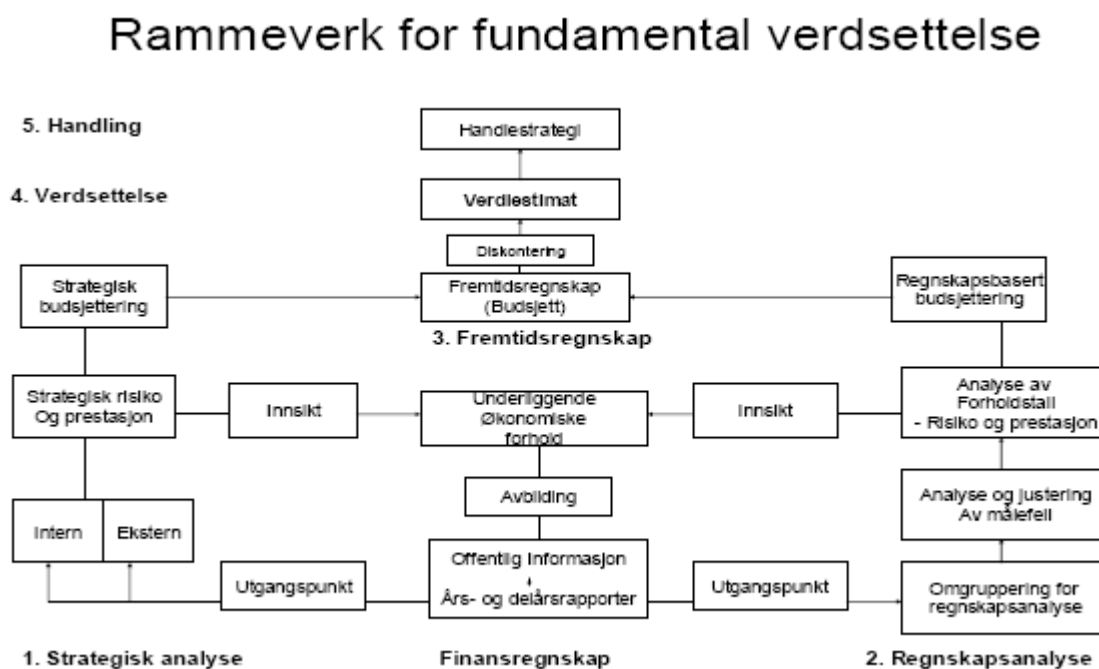 Rammeverk for fundamental verdsettelse
5. Handling
Handlestrategi
4. Verdsettelse
Verdiestimat
Diskontering
Strategisk
budsjettering
Fremtidsregnskap
(Budsjett)
Regnskapsbasert
budsjettering
3. Fremtidsregnskap
Strategisk risiko
Og prestasjon
Innsikt
Underliggende
Økonomiske
forhold
Innsikt
Analyse av
Forholdstall
- Risiko og prestasjon
Avbilding
Analyse og justering
Av målefeil
Intern
Ekstern
Offentlig informasjon
+
Års- og delårsrapporter
Utgangspunkt
Utgangspunkt
Omgruppering for
regnskapsanalyse
1. Strategisk analyse
Finansregnskap
2. Regnskapsanalyse